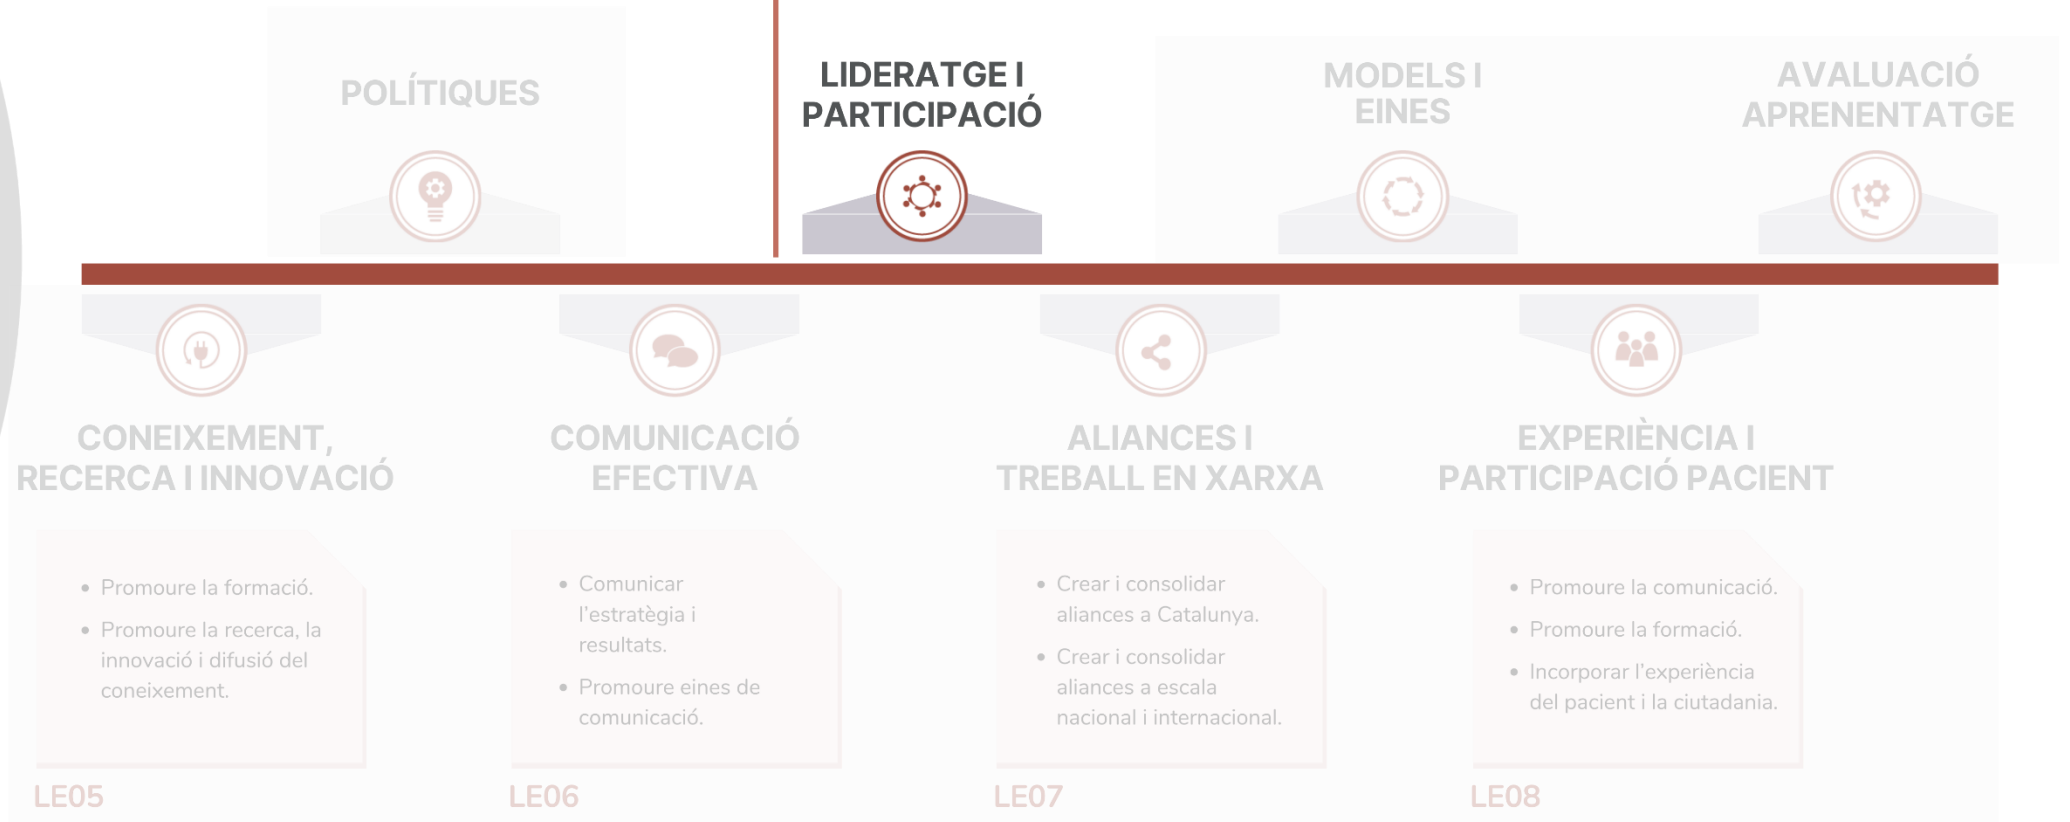 POLÍTIQUES
LIDERATGE I
PARTICIPACIÓ
MODELS I
EINES
AVALUACIÓ
APRENENTATGE
CONEIXEMENT,
RECERCA I INNOVACIÓ
COMUNICACIÓ
EFECTIVA
ALIANCES I
TREBALL EN XARXA
EXPERIÈNCIA I
PARTICIPACIÓ PACIENT
• Promoure la formació.
• Promoure la recerca, la
innovació i difusió del
coneixement.
LE05
• Comunicar
l'estratègia i
resultats.
• Promoure eines de
comunicació.
LE06
• Crear i consolidar
aliances a Catalunya.
• Crear i consolidar
aliances a escala
nacional i internacional.
LE07
• Promoure la comunicació.
• Promoure la formació.
• Incorporar l'experiència
del pacient i la ciutadania.
LE08